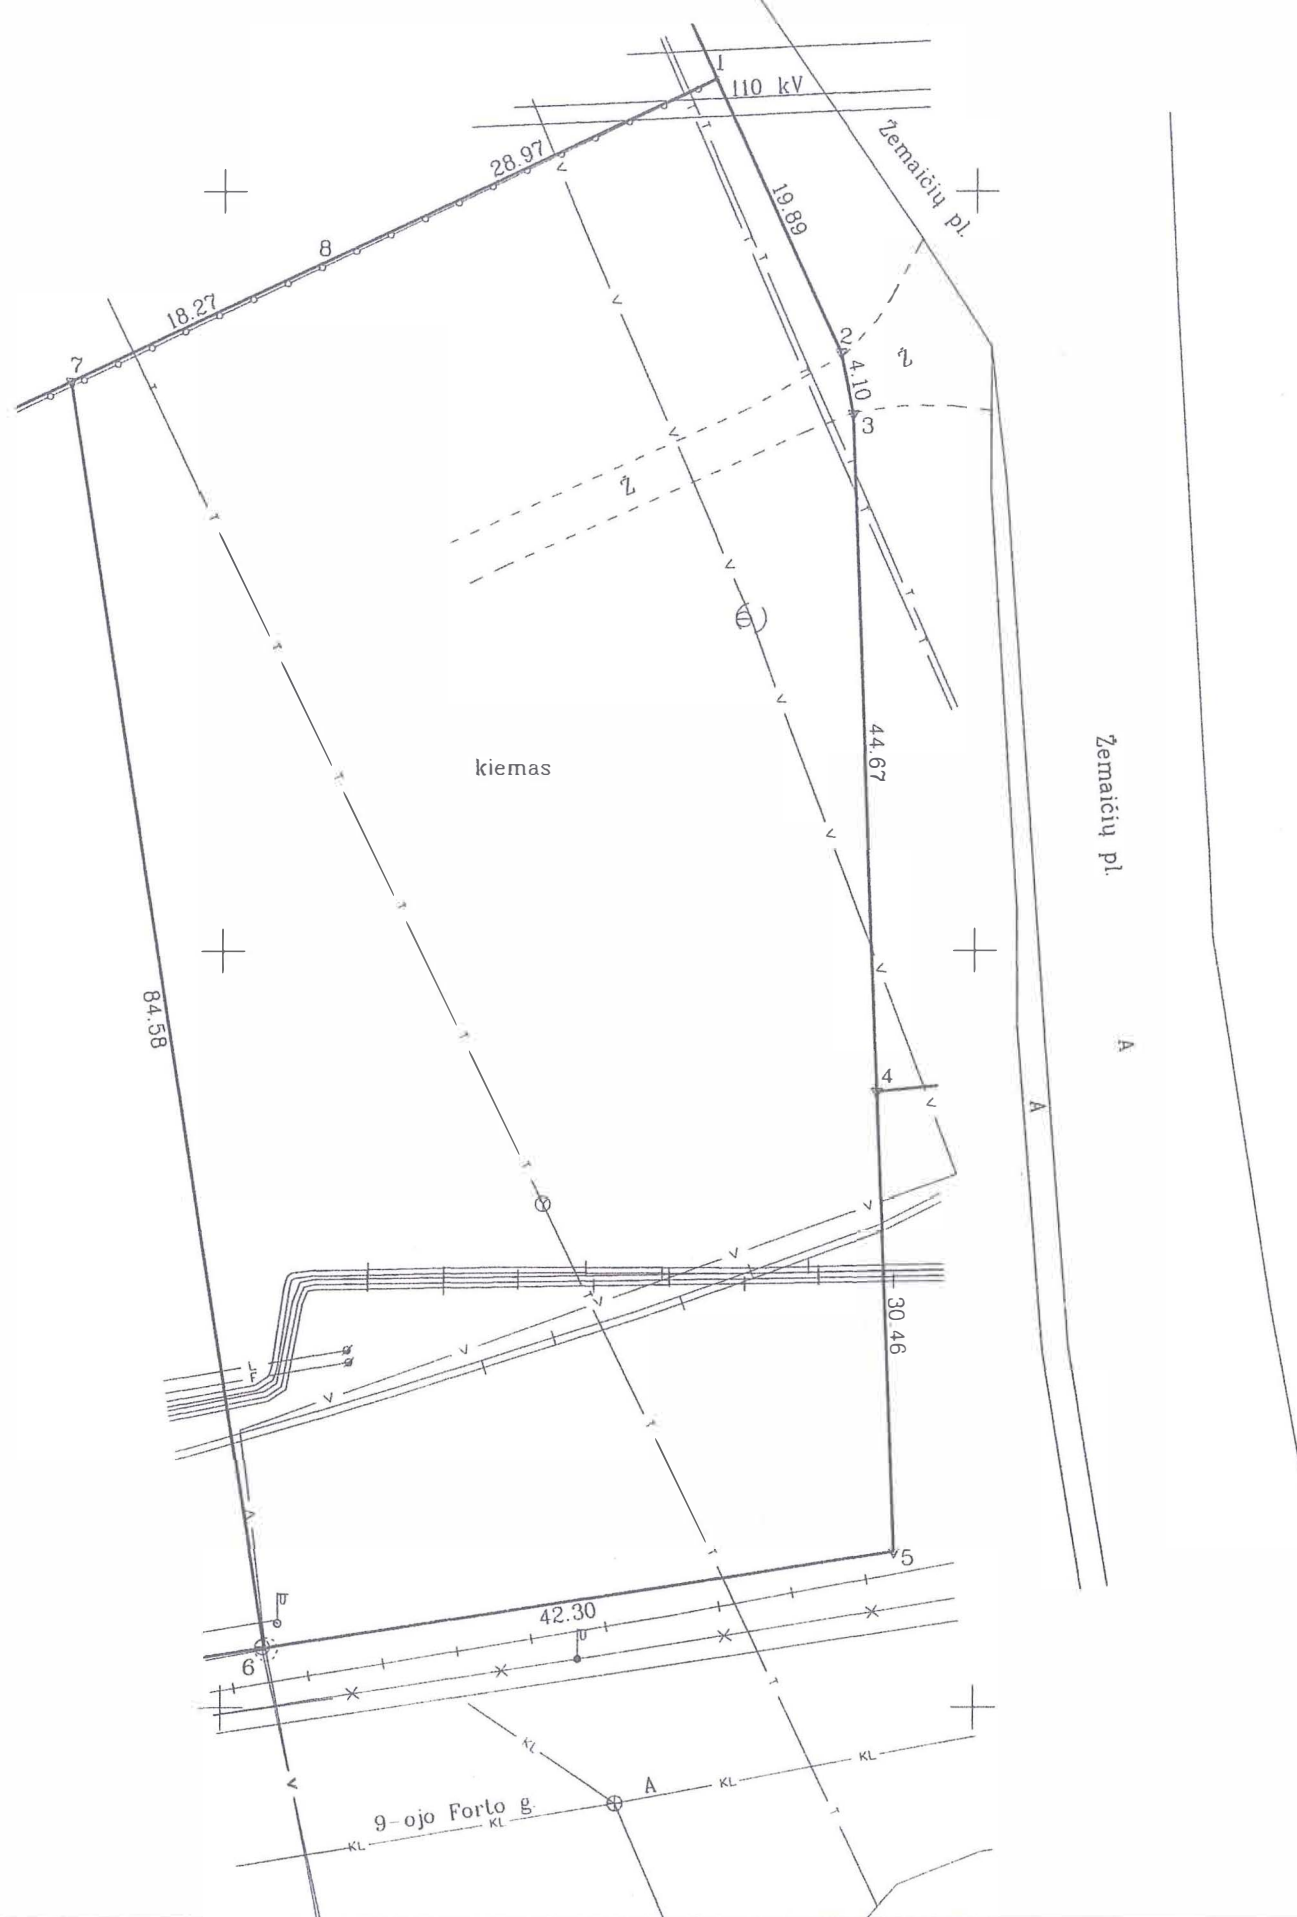 1
110 kV
Žemaičių pl.
28.97
19.89
8
18.27
7
2
4.10
Ž
3
Ž
44.67
kiemas
Žemaičių pl.
84.58
A
4
A
30.46
L
F
5
42.30
6
A
KL
KL
KL
9-ojo Forto g.
KL
KL